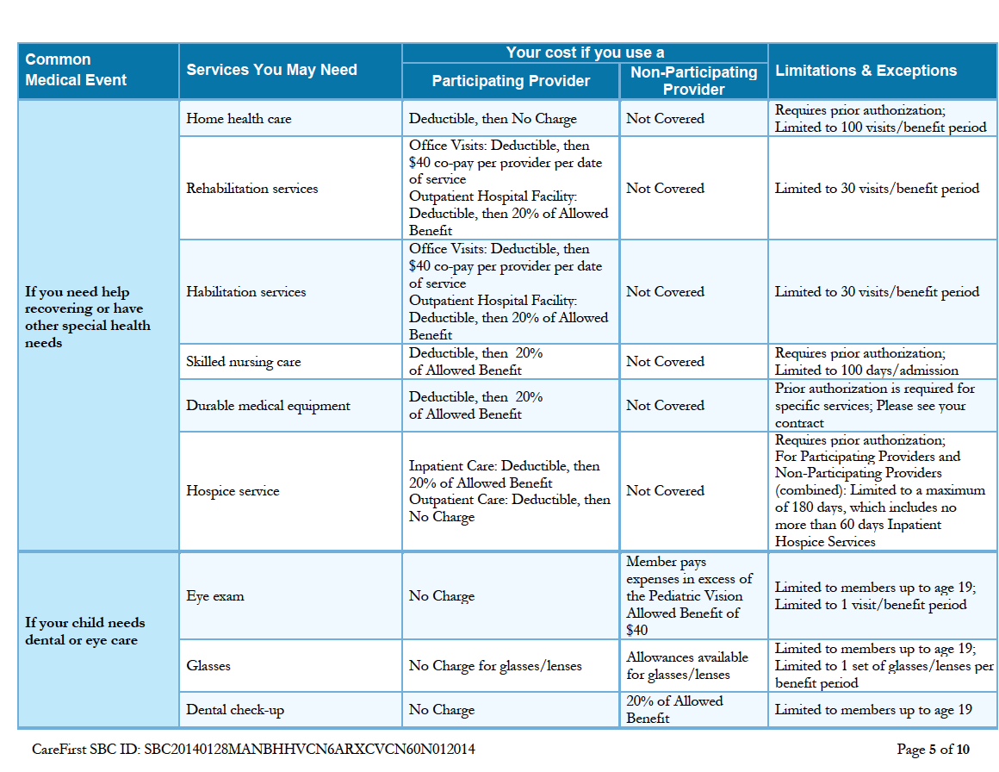 Common
Medical Event
Services You May Need
Your cost if you use a
Participating Provider
Non-Participating
Provider
Limitations & Exceptions
If you need help
recovering or have
other special health
needs
Home health care
Deductible, then No Charge
Not Covered
Requires prior authorization;
Limited to 100 visits/benefit period
Rehabilitation services
Office Visits: Deductible, then
$40 co-pay per provider per date
of service
Outpatient Hospital Facility:
Deductible, then 20% of Allowed
Benefit
Not Covered
Limited to 30 visits/benefit period
Habilitation services
Office Visits: Deductible, then
$40 co-pay per provider per date
of service
Outpatient Hospital Facility:
Deductible, then 20% of Allowed
Benefit
Not Covered
Limited to 30 visits/benefit period
Skilled nursing care
Deductible, then 20%
of Allowed Benefit
Not Covered
Requires prior authorization;
Limited to 100 days/admission
Durable medical equipment
Deductible, then 20%
of Allowed Benefit
Not Covered
Prior authorization is required for
specific services; Please see your
contract
Hospice service
Inpatient Care: Deductible, then
20% of Allowed Benefit
Outpatient Care: Deductible, then
No Charge
Not Covered
Requires prior authorization;
For Participating Providers and
Non-Participating Providers
(combined): Limited to a maximum
of 180 days, which includes no
more than 60 days Inpatient
Hospice Services
If your child needs
dental or eye care
Eye exam
No Charge
Member pays
expenses in excess of
the Pediatric Vision
Allowed Benefit of
$40
Limited to members up to age 19;
Limited to 1 visit/benefit period
Glasses
No Charge for glasses/lenses
Allowances available
for glasses/lenses
Limited to members up to age 19;
Limited to 1 set of glasses/lenses per
benefit period
Dental check-up
No Charge
20% of Allowed
Benefit
Limited to members up to age 19
CareFirst SBC ID: SBC20140128MANBHHVCN6ARXCVCN60N012014
Page 5 of 10